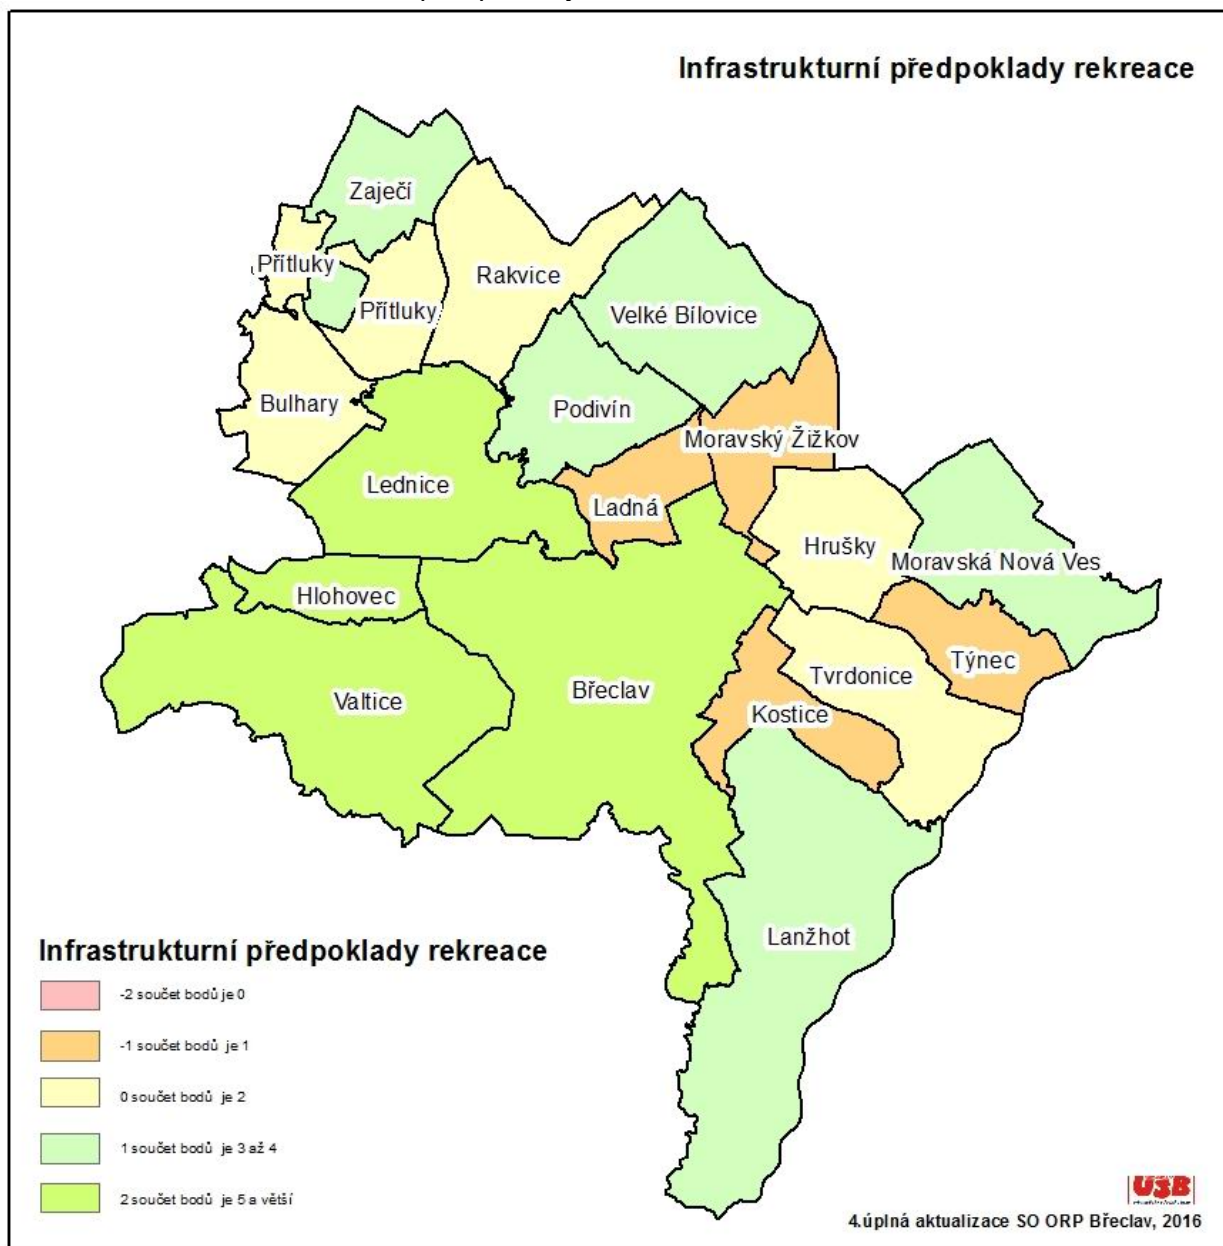 Infrastrukturní předpoklady rekreace
Zaječí
Přítluky
Rakvice
Přítluky
Velké Bílovice
Bulhary
Podivín
Moravský Žižkov
Lednice
Ladná
Hrušky
Moravská Nová Ves
Hlohovec
Týnec
Tvrdonice
Břeclav
Valtice
Kostice
Lanžhot
Infrastrukturní předpoklady rekreace
-2 součet bodů je 0
-1 součet bodů je 1
0 součet bodů je 2
1 součet bodů je 3 až 4
2 součet bodů je 5 a větší
USB
4.úplná aktualizace SO ORP Břeclav, 2016